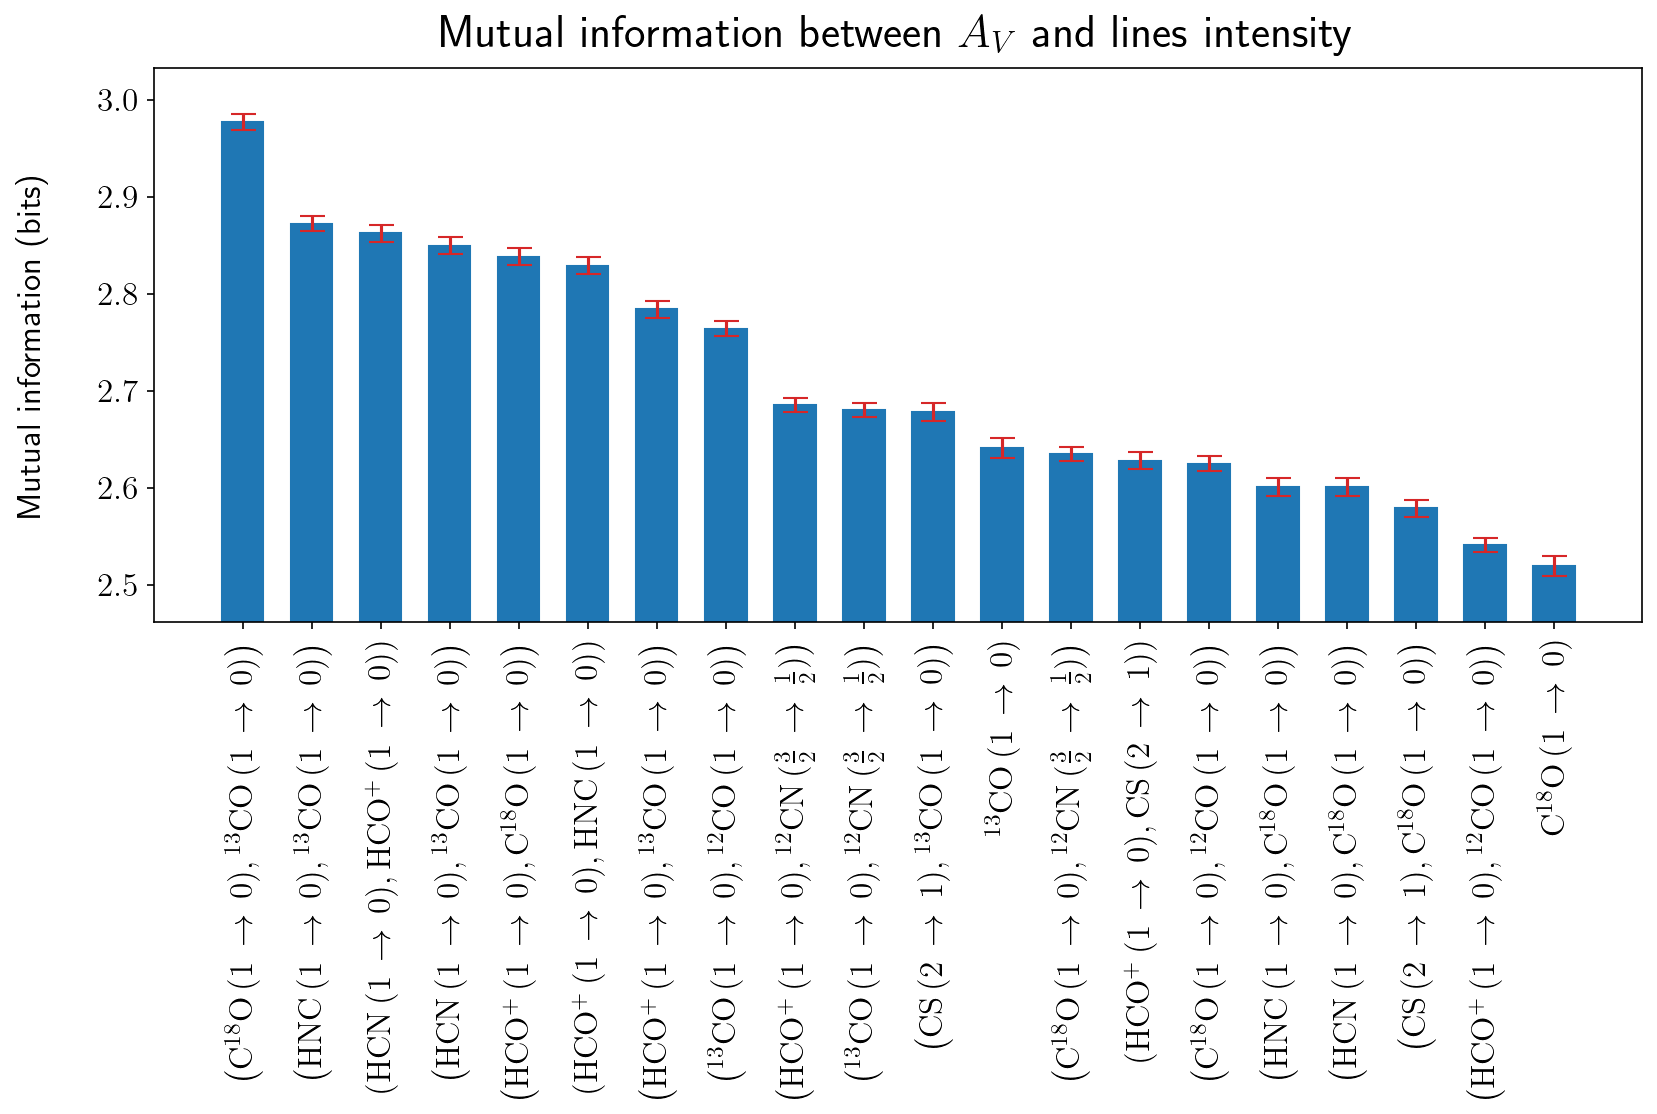 Mutual information between A_V and lines intensity
Mutual information (bits)
3.0
2.9
2.8
2.7
2.6
2.5
(C¹⁸O (1 → 0), ¹³CO (1 → 0))
(HNC (1 → 0), ¹³CO (1 → 0))
(HCN (1 → 0), HCO⁺ (1 → 0))
(HCN (1 → 0), ¹³CO (1 → 0))
(HCO⁺ (1 → 0), C¹⁸O (1 → 0))
(HCO⁺ (1 → 0), HNC (1 → 0))
(HCO⁺ (1 → 0), ¹³CO (1 → 0))
(¹³CO (1 → 0), ¹²CO (1 → 0))
(HCO⁺ (1 → 0), ¹²CN (3/2 → 1/2))
(¹³CO (1 → 0), ¹²CN (3/2 → 1/2))
(CS (2 → 1), ¹³CO (1 → 0))
¹³CO (1 → 0)
(C¹⁸O (1 → 0), ¹²CN (3/2 → 1/2))
(HCO⁺ (1 → 0), CS (2 → 1))
(C¹⁸O (1 → 0), ¹²CO (1 → 0))
(HNC (1 → 0), C¹⁸O (1 → 0))
(HCN (1 → 0), C¹⁸O (1 → 0))
(CS (2 → 1), C¹⁸O (1 → 0))
(HCO⁺ (1 → 0), ¹²CO (1 → 0))
C¹⁸O (1 → 0)